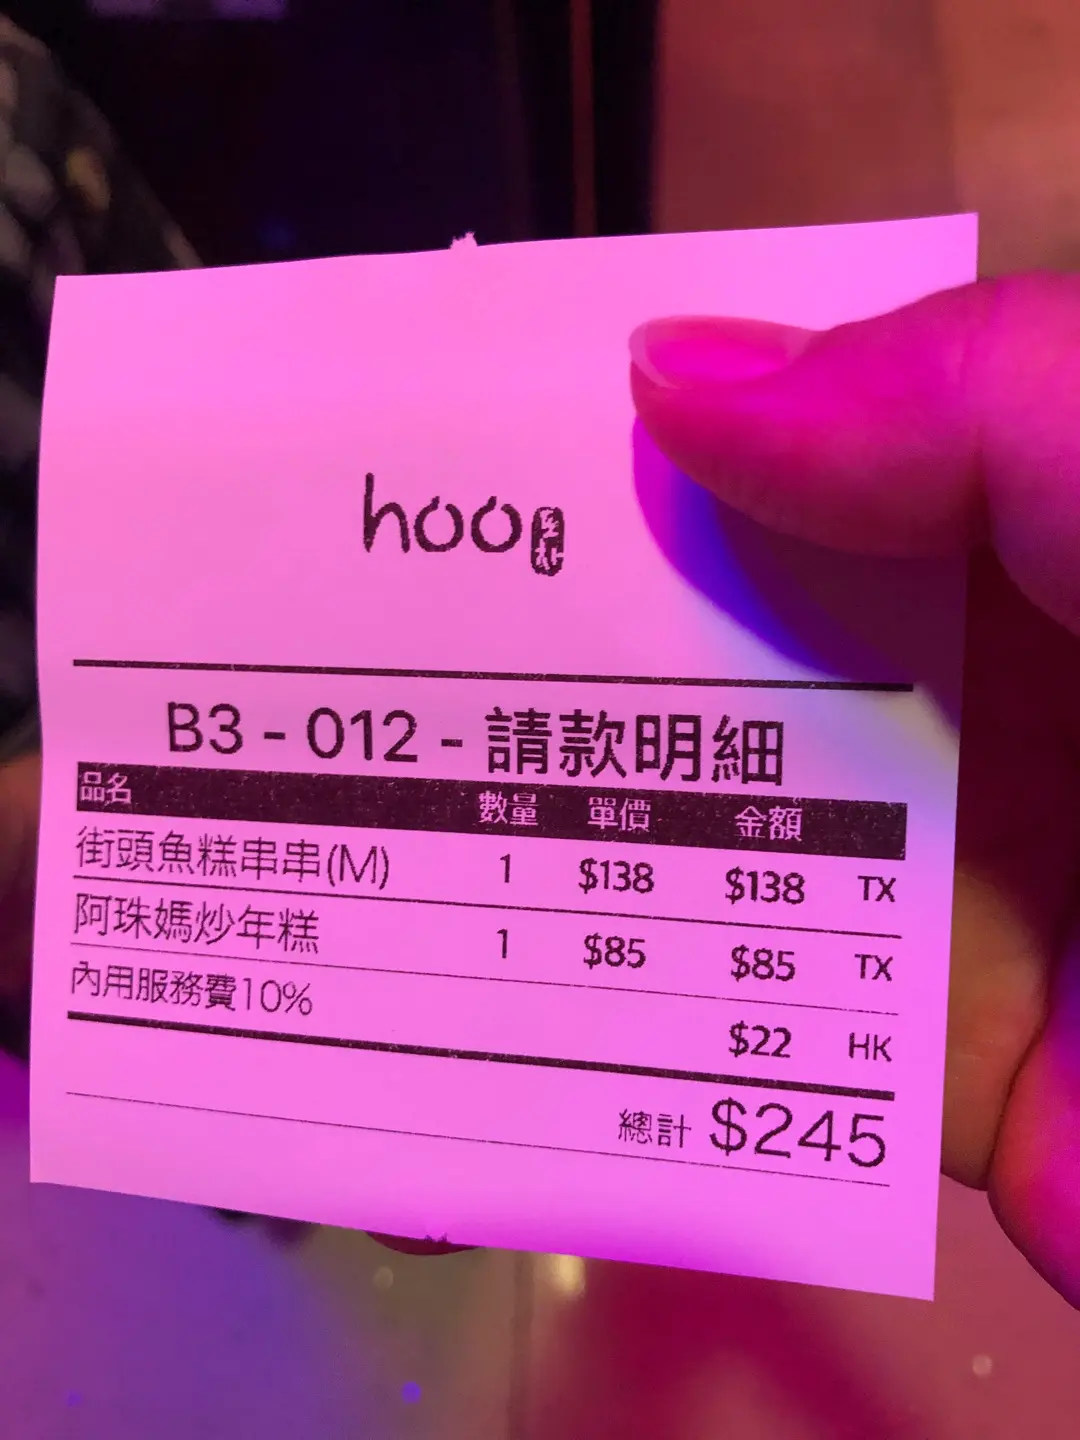 hoo
B3 - 012 - 請款明細
品名 數量 單價 金額
街頭魚糕串串(M) 1 $138 $138 TX
阿珠媽炒年糕 1 $85 $85 TX
內用服務費10%
$22 HK
總計 $245